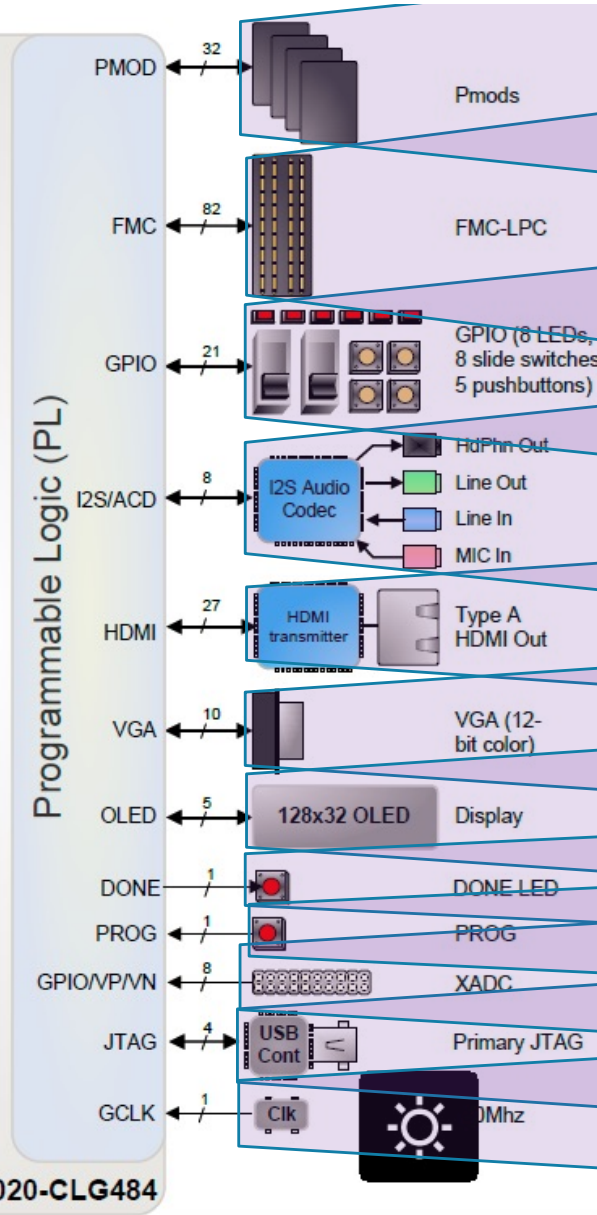 PMOD 32 Pmods
FMC 82 FMC-LPC
GPIO 21 GPIO (8 LEDs,
8 slide switches
5 pushbuttons)
I2S/ACD 8 I2S Audio
Codec
HdPhn Out
Line Out
Line In
MIC In
HDMI 27 HDMI
transmitter
Type A
HDMI Out
VGA 10 VGA (12-
bit color)
OLED 5 128x32 OLED Display
DONE 1 DONE LED
PROG 1 PROG
GPIO/VP/VN 8 XADC
JTAG 4 USB
Cont
Primary JTAG
GCLK 1 Clk 0Mhz
Programmable Logic (PL)
020-CLG484